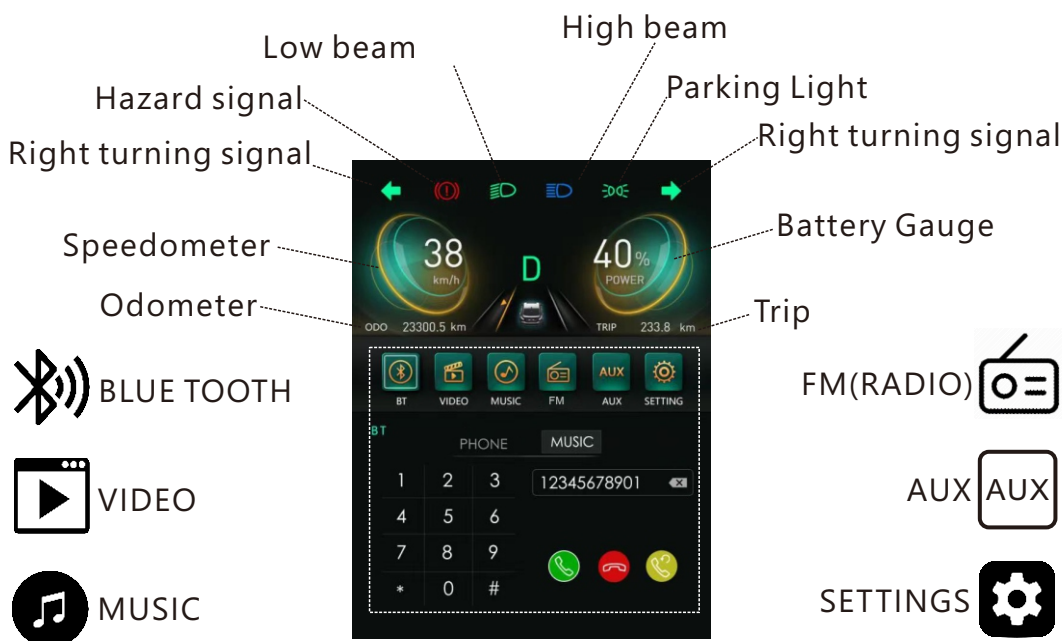 High beam
Low beam
Parking Light
Hazard signal
Right turning signal
Right turning signal
Battery Gauge
Speedometer
Odometer
Trip
38
km/h
D
40%
POWER
ODO 23300.5 km
TRIP 233.8 km
BLUE TOOTH
FM(RADIO)
BT VIDEO MUSIC FM AUX SETTING
AUX
BT
PHONE MUSIC
1 2 3
12345678901
4 5 6
7 8 9
* 0 #
VIDEO
AUX AUX
MUSIC
SETTINGS